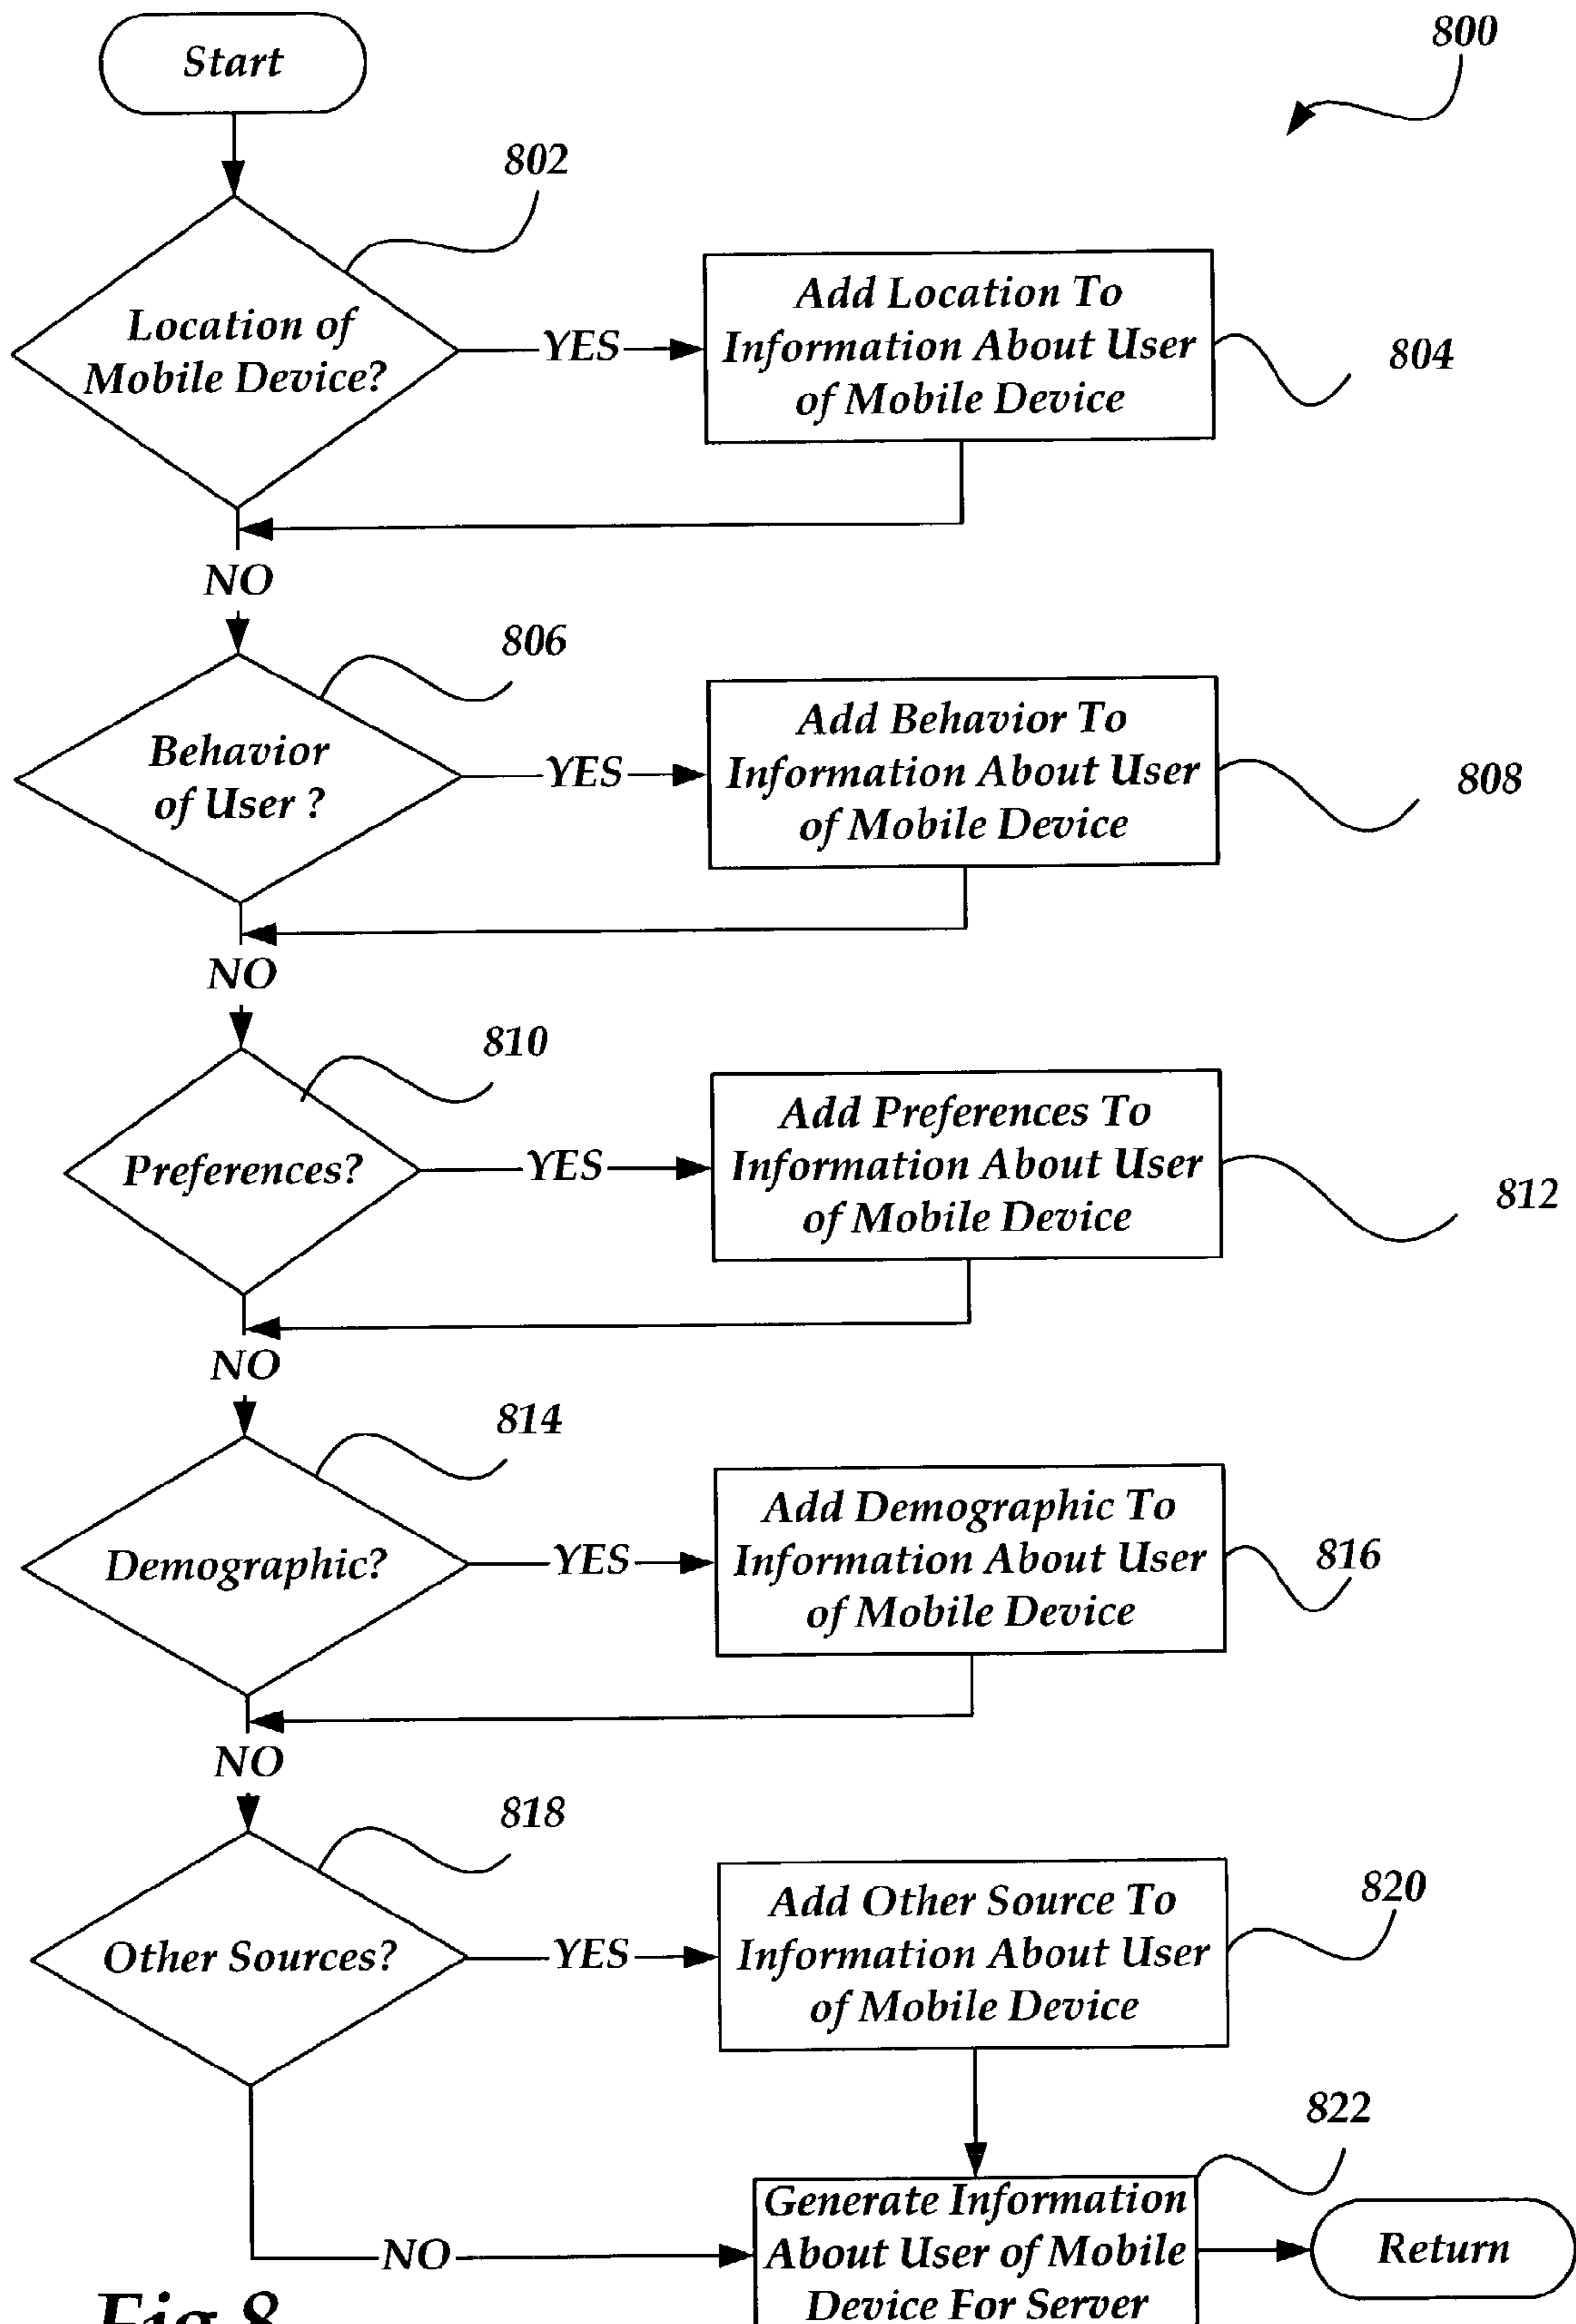 Start
800
802
Location of
Mobile Device?
YES
Add Location To
Information About User
of Mobile Device
804
NO
806
Behavior
of User ?
YES
Add Behavior To
Information About User
of Mobile Device
808
NO
810
Preferences?
YES
Add Preferences To
Information About User
of Mobile Device
812
NO
814
Demographic?
YES
Add Demographic To
Information About User
of Mobile Device
816
NO
818
Other Sources?
YES
Add Other Source To
Information About User
of Mobile Device
820
822
NO
Generate Information
About User of Mobile
Device For Server
Return
Fig 8